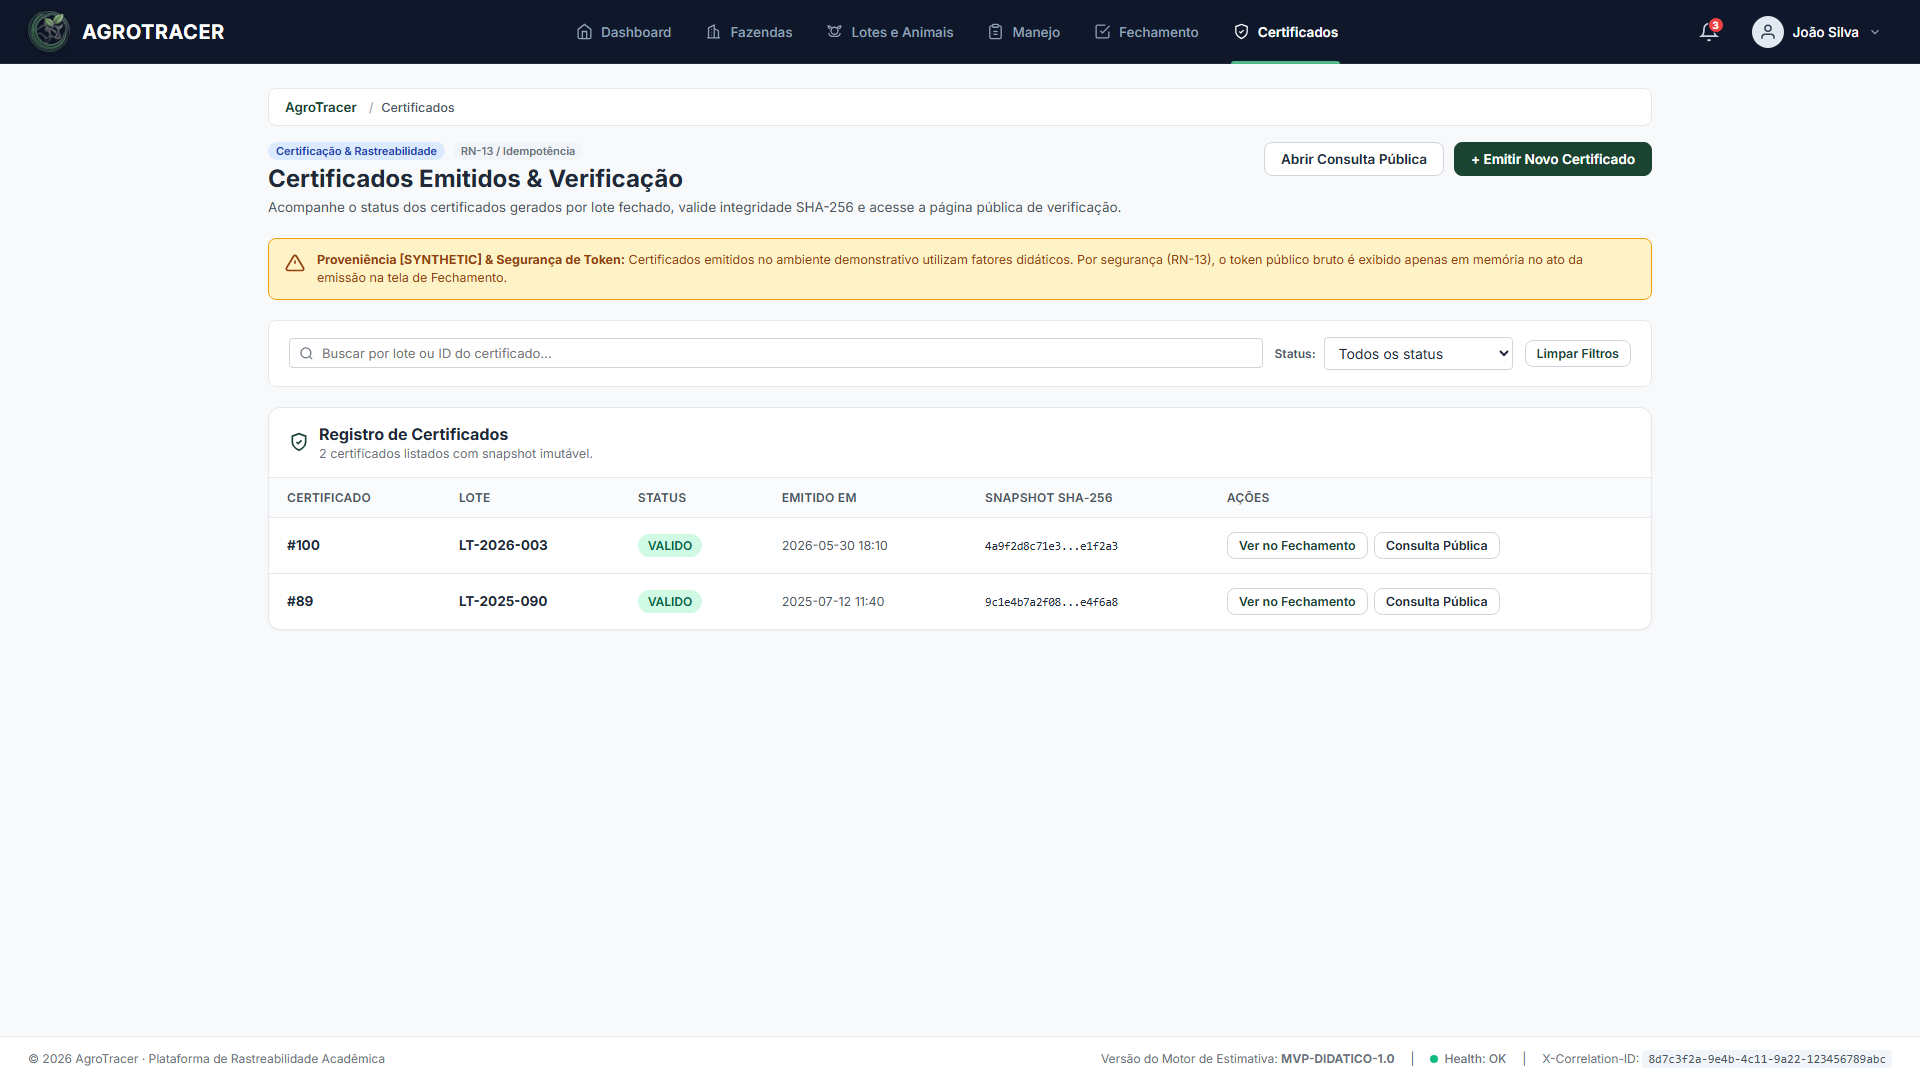 AGROTRACER
Dashboard
Fazendas
Lotes e Animais
Manejo
Fechamento
Certificados
3
João Silva
AgroTracer / Certificados
Certificação & Rastreabilidade
RN-13 / Idempotência
Certificados Emitidos & Verificação
Acompanhe o status dos certificados gerados por lote fechado, valide integridade SHA-256 e acesse a página pública de verificação.
Abrir Consulta Pública
+ Emitir Novo Certificado
Proveniência [SYNTHETIC] & Segurança de Token: Certificados emitidos no ambiente demonstrativo utilizam fatores didáticos. Por segurança (RN-13), o token público bruto é exibido apenas em memória no ato da
emissão na tela de Fechamento.
Buscar por lote ou ID do certificado...
Status:
Todos os status
Limpar Filtros
Registro de Certificados
2 certificados listados com snapshot imutável.
CERTIFICADO LOTE STATUS EMITIDO EM SNAPSHOT SHA-256 AÇÕES
#100 LT-2026-003 VALIDO 2026-05-30 18:10 4a9f2d8c71e3...e1f2a3 Ver no Fechamento Consulta Pública
#89 LT-2025-090 VALIDO 2025-07-12 11:40 9c1e4b7a2f08...e4f6a8 Ver no Fechamento Consulta Pública
© 2026 AgroTracer · Plataforma de Rastreabilidade Acadêmica
Versão do Motor de Estimativa: MVP-DIDATICO-1.0 | Health: OK | X-Correlation-ID: 8d7c3f2a-9e4b-4c11-9a22-123456789abc